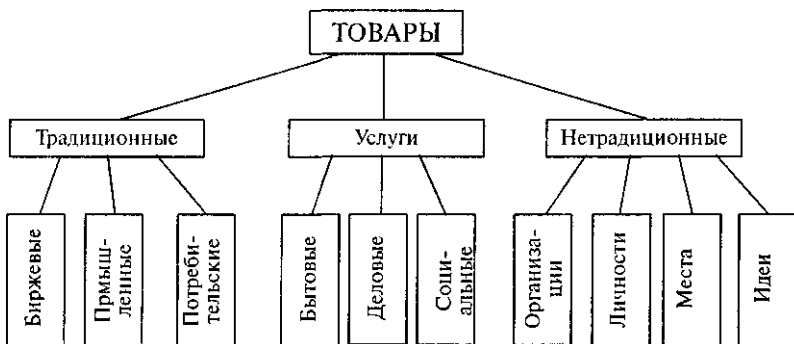 ТОВАРЫ
Традиционные
Услуги
Нетрадиционные
Биржевые
Прмыш-
ленные
Потреби-
тельские
Бытовые
Деловые
Соци-
альные
Организа-
ции
Личности
Места
Идеи